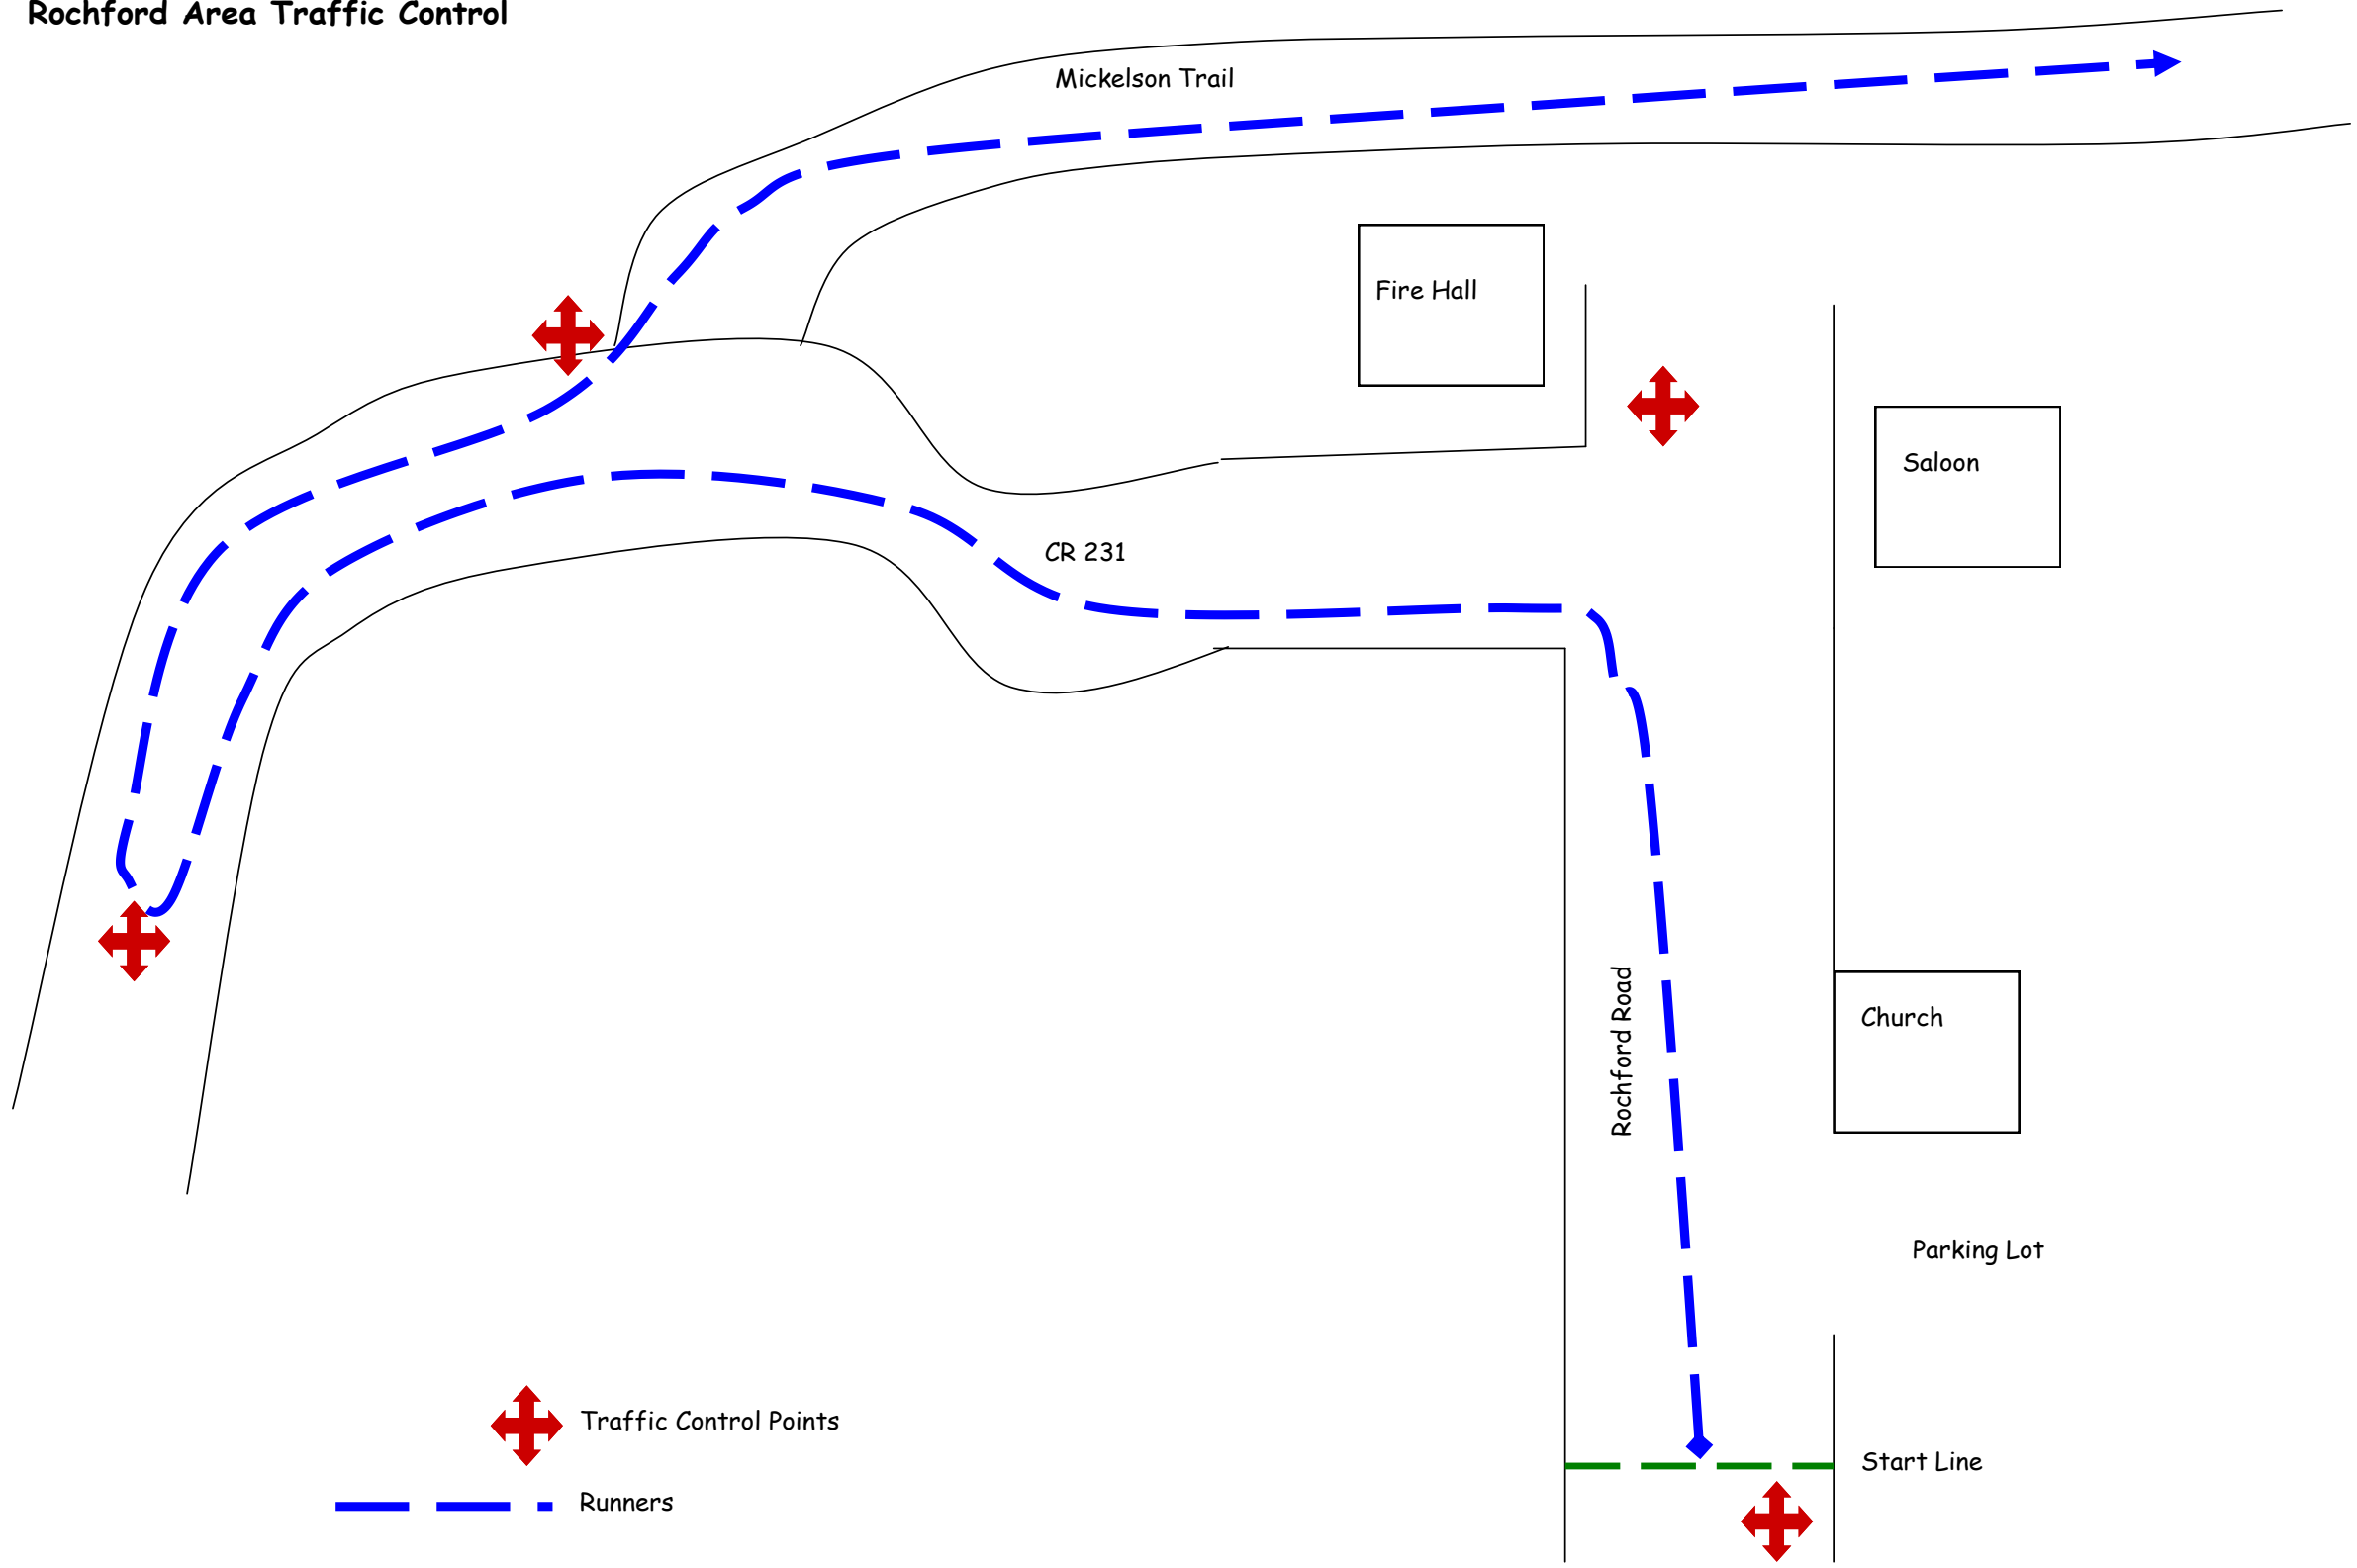 Rochford Area Traffic Control
Mickelson Trail
Fire Hall
Saloon
CR 231
Rochford Road
Church
Parking Lot
Traffic Control Points
Start Line
Runners